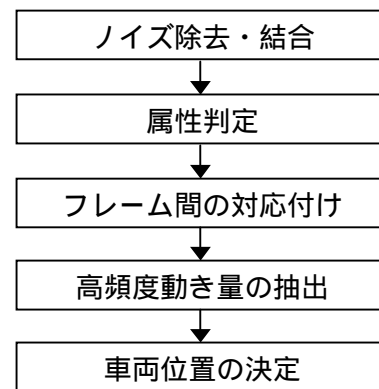 ノイズ除去・結合
属性判定
フレーム間の対応付け
高頻度動き量の抽出
車両位置の決定